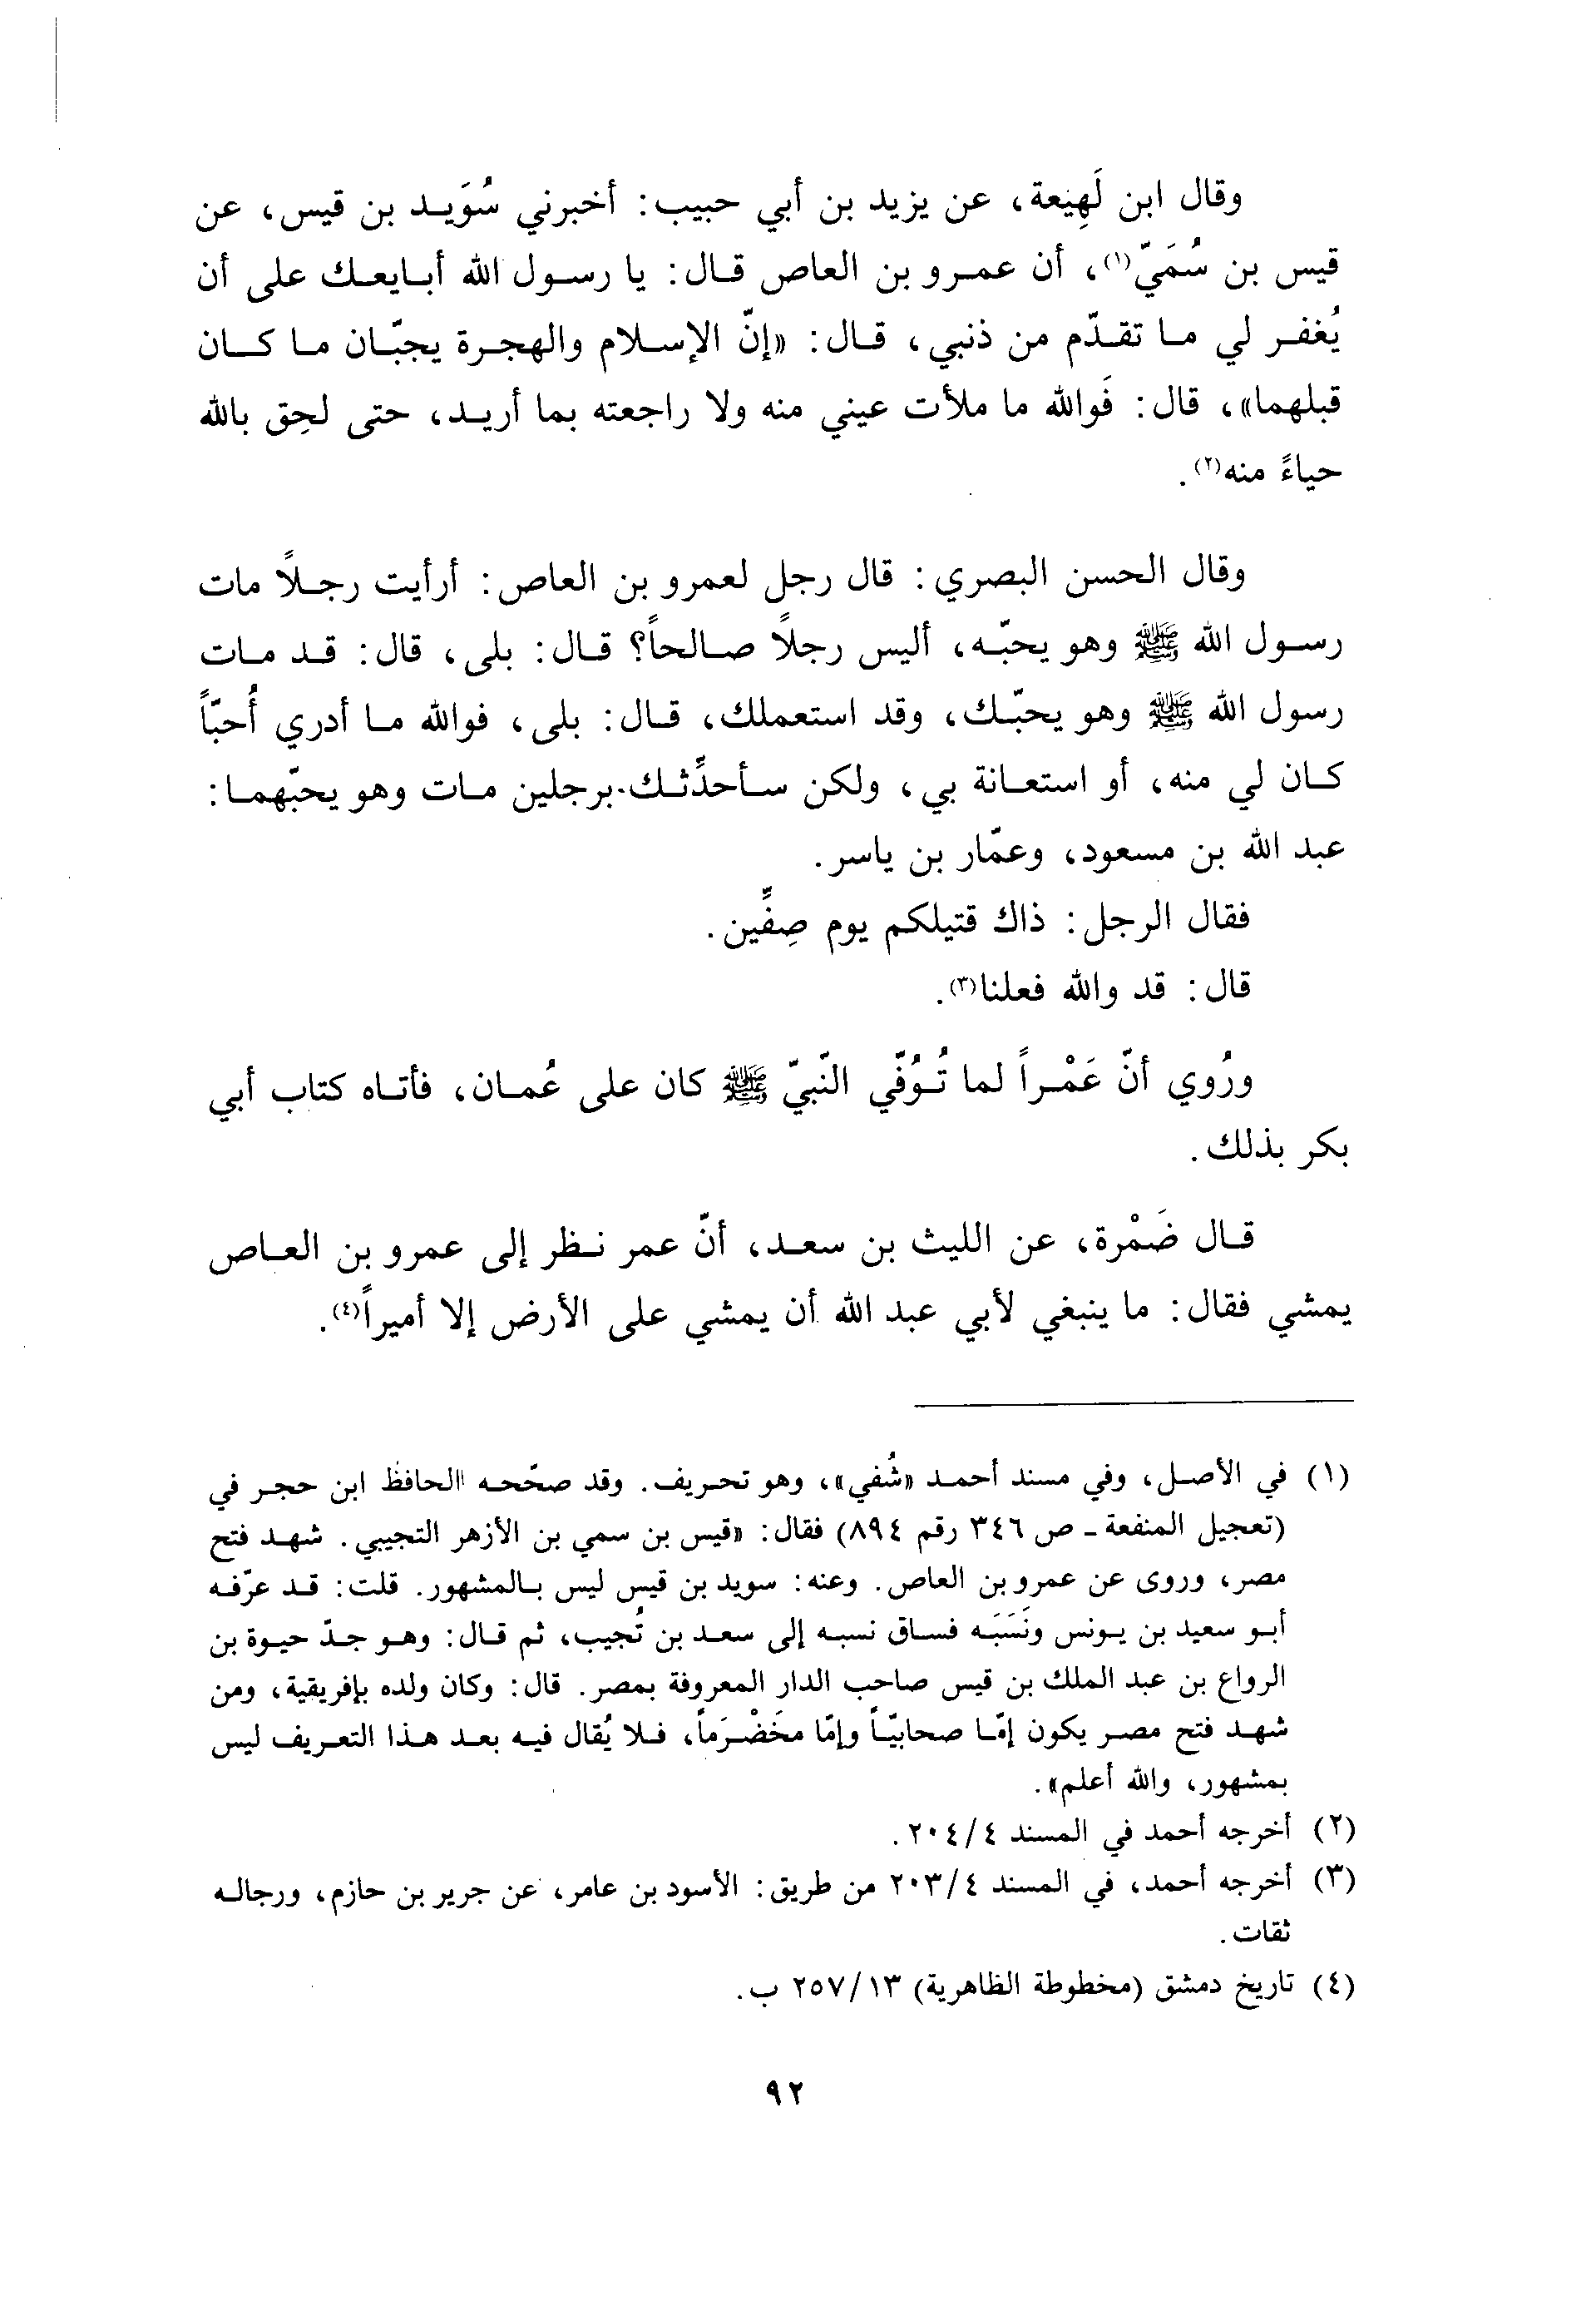 وقال ابن لَهِيْعة، عن يزيد بن أبي حبيب: أخبرني سُوَيد بن قيس، عن
قيس بن سُمَيّ(١)، أن عمرو بن العاص قال: يا رسول الله أبايعك على أن
يُغفر لي ما تقدّم من ذنبي، قال: «إنّ الإسلام والهجرة يجبّان ما كان
قبلهما»، قال: فَوالله ما ملأت عيني منه ولا راجعته بما أريد، حتى لحِق بالله
حياءً منه(٢).
وقال الحسن البصري: قال رجل لعمرو بن العاص: أرأيت رجلاً مات
رسول الله ﷺ وهو يحبّه، أليس رجلاً صالحاً؟ قال: بلى، قال: قد مات
رسول الله ﷺ وهو يحبّك، وقد استعملك، قال: بلى، فوالله ما أدري أُحبّاً
كان لي منه، أو استعانة بي، ولكن سأحدِّثك برجلين مات وهو يحبّهما:
عبد الله بن مسعود، وعمّار بن ياسر.
فقال الرجل: ذاك قتيلكم يوم صِفِّين.
قال: قد والله فعلنا(٣).
ورُوي أنّ عَمْراً لما تُوُفّي النّبيّ ﷺ كان على عُمان، فأتاه كتاب أبي
بكر بذلك.
قال ضَمْرة، عن الليث بن سعد، أنّ عمر نظر إلى عمرو بن العاص
يمشي فقال: ما ينبغي لأبي عبد الله أن يمشي على الأرض إلا أميراً(٤).
(١) في الأصل، وفي مسند أحمد «شُفي»، وهو تحريف. وقد صحّحه الحافظ ابن حجر في
(تعجيل المنفعة ـ ص ٣٤٦ رقم ٨٩٤) فقال: «قيس بن سمي بن الأزهر التجيبي. شهد فتح
مصر، وروى عن عمرو بن العاص. وعنه: سويد بن قيس ليس بالمشهور. قلت: قد عرّفه
أبو سعيد بن يونس ونَسَبَه فساق نسبه إلى سعد بن تُجيب، ثم قال: وهو جدّ حيوة بن
الرواع بن عبد الملك بن قيس صاحب الدار المعروفة بمصر. قال: وكان ولده بإفريقية، ومن
شهد فتح مصر يكون إمّا صحابيّاً وإمّا مخَضْرَماً، فلا يُقال فيه بعد هذا التعريف ليس
بمشهور، والله أعلم».
(٢) أخرجه أحمد في المسند ٢٠٤/٤.
(٣) أخرجه أحمد، في المسند ٢٠٣/٤ من طريق: الأسود بن عامر، عن جرير بن حازم، ورجاله
ثقات.
(٤) تاريخ دمشق (مخطوطة الظاهرية) ٢٥٧/١٣ ب.
٩٢